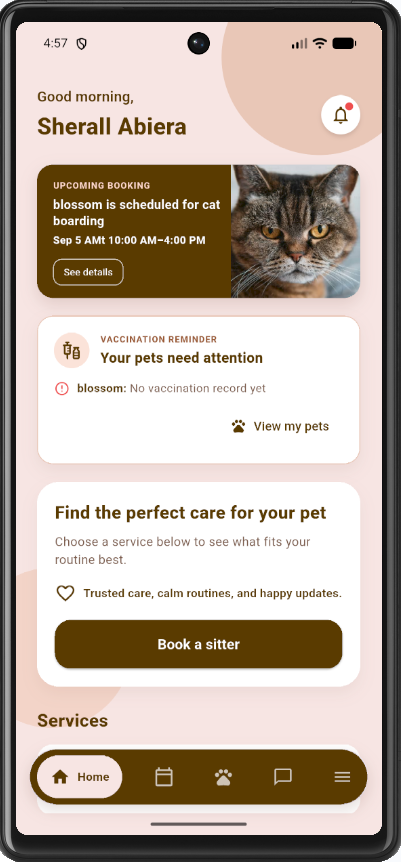 4:57
Good morning,
Sherall Abiera
UPCOMING BOOKING
blossom is scheduled for cat
boarding
Sep 5 AMt 10:00 AM–4:00 PM
See details
VACCINATION REMINDER
Your pets need attention
blossom: No vaccination record yet
View my pets
Find the perfect care for your pet
Choose a service below to see what fits your
routine best.
Trusted care, calm routines, and happy updates.
Book a sitter
Services
Home